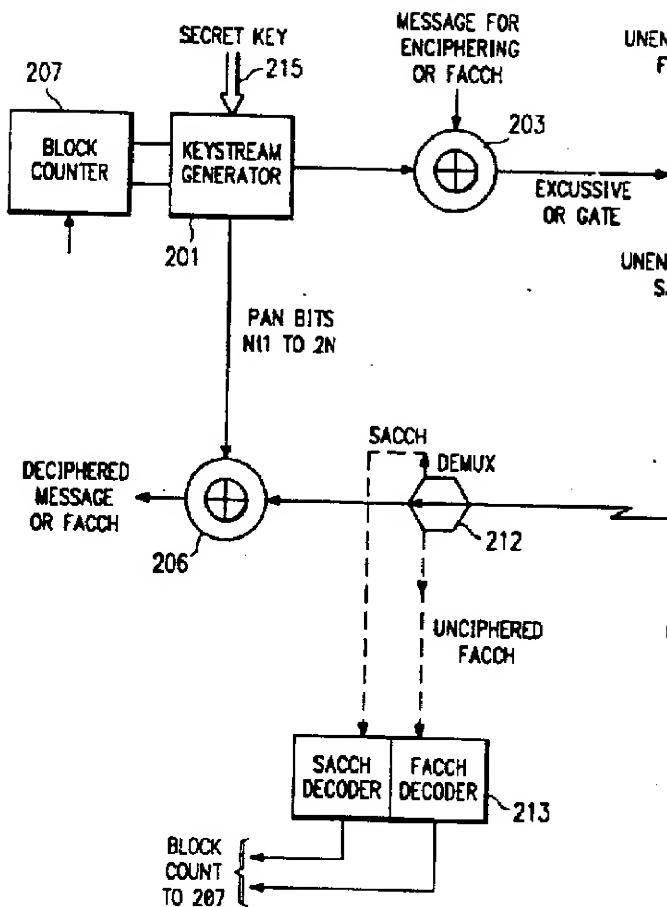 SECRET KEY
215
MESSAGE FOR
ENCIPHERING
OR FACCH
UNEN
F
207
BLOCK
COUNTER
KEYSTREAM
GENERATOR
203
201
EXCUSSIVE
OR GATE
UNEN
S
PAN BITS
N11 TO 2N
SACCH
DEMUX
DECIPHERED
MESSAGE
OR FACCH
206
212
UNCIPHERED
FACCH
SACCH
DECODER
FACCH
DECODER
213
BLOCK
COUNT
TO 207